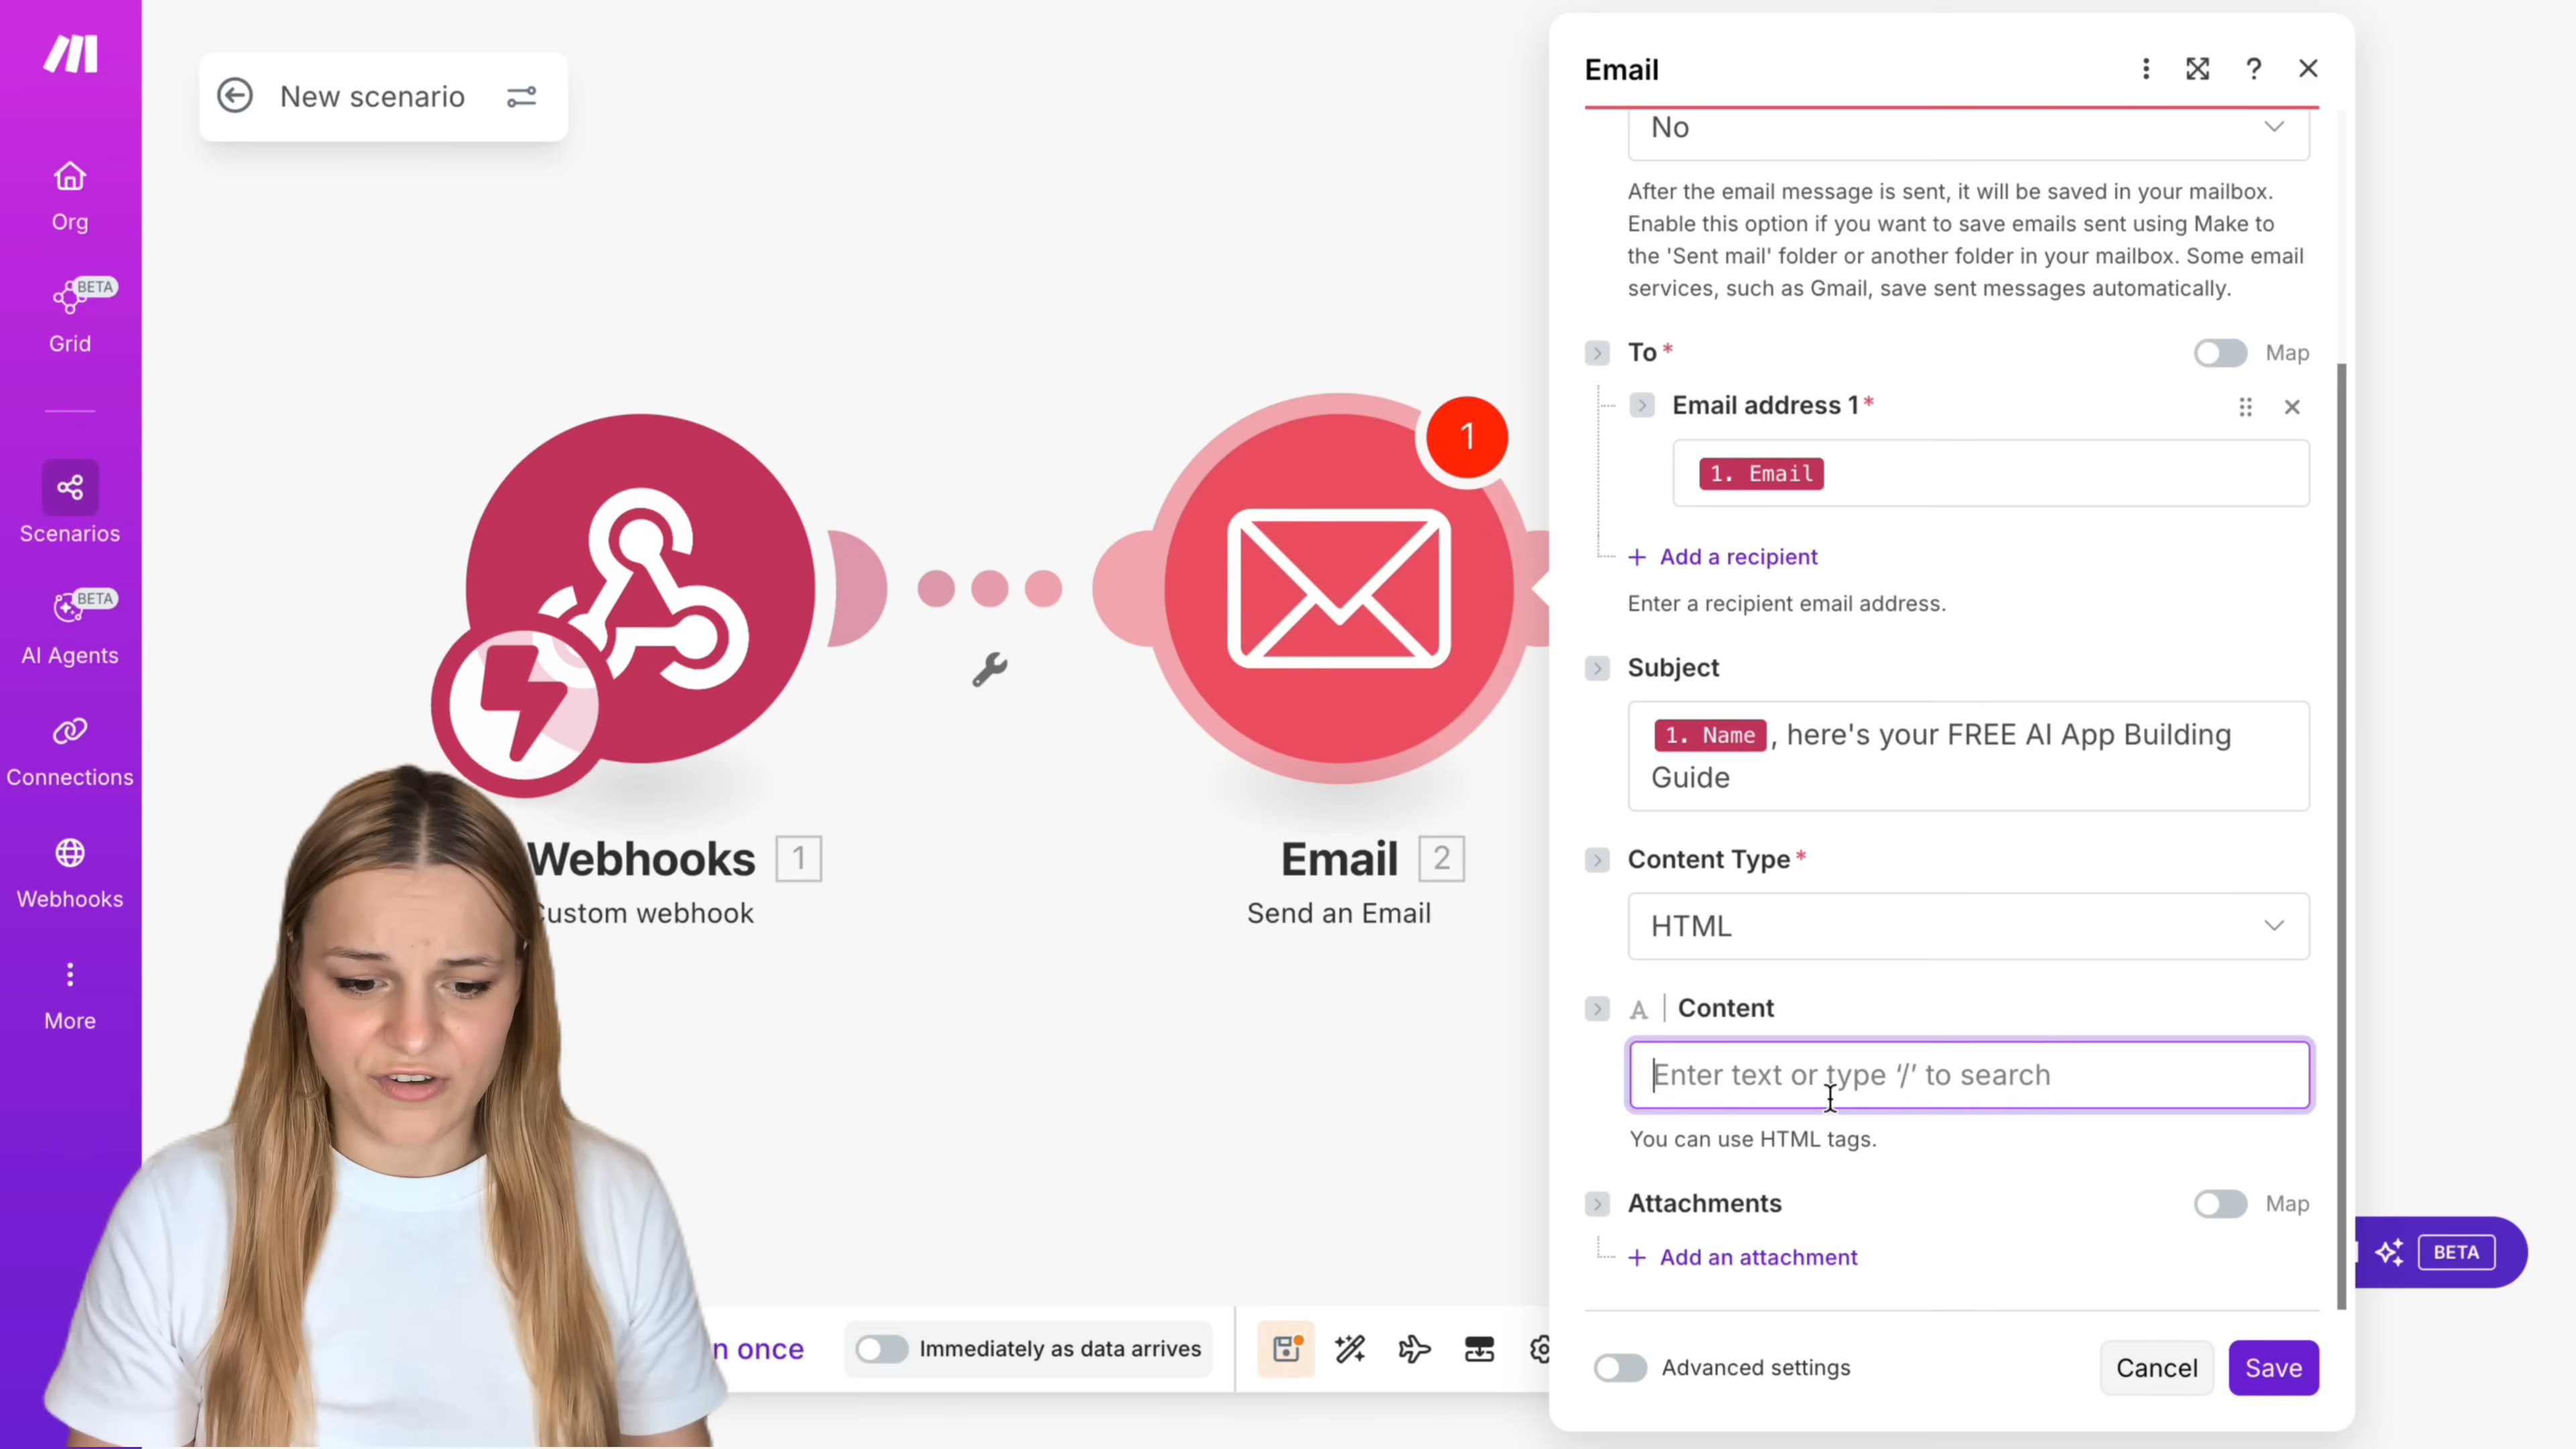 New scenario
Org
BETA
Grid
Scenarios
BETA
AI Agents
Connections
Webhooks
More
1
Webhooks 1
ustom webhook
Email 2
Send an Email
n once
Immediately as data arrives
Email
No
After the email message is sent, it will be saved in your mailbox.
Enable this option if you want to save emails sent using Make to
the 'Sent mail' folder or another folder in your mailbox. Some email
services, such as Gmail, save sent messages automatically.
To *
Map
Email address 1 *
1. Email
+ Add a recipient
Enter a recipient email address.
Subject
1. Name , here's your FREE AI App Building
Guide
Content Type *
HTML
A | Content
Enter text or type ‘/’ to search
You can use HTML tags.
Attachments
Map
+ Add an attachment
BETA
Advanced settings
Cancel
Save